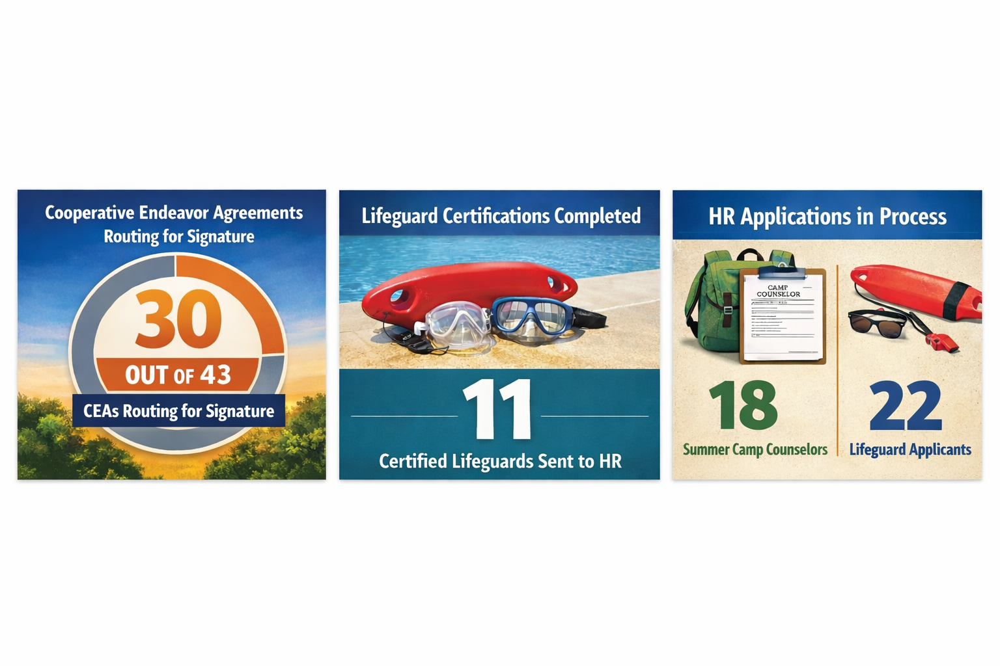 Cooperative Endeavor Agreements
Routing for Signature
30
OUT OF 43
CEAs Routing for Signature
Lifeguard Certifications Completed
11
Certified Lifeguards Sent to HR
HR Applications in Process
CAMP
COUNSELOR
18
Summer Camp Counselors
22
Lifeguard Applicants